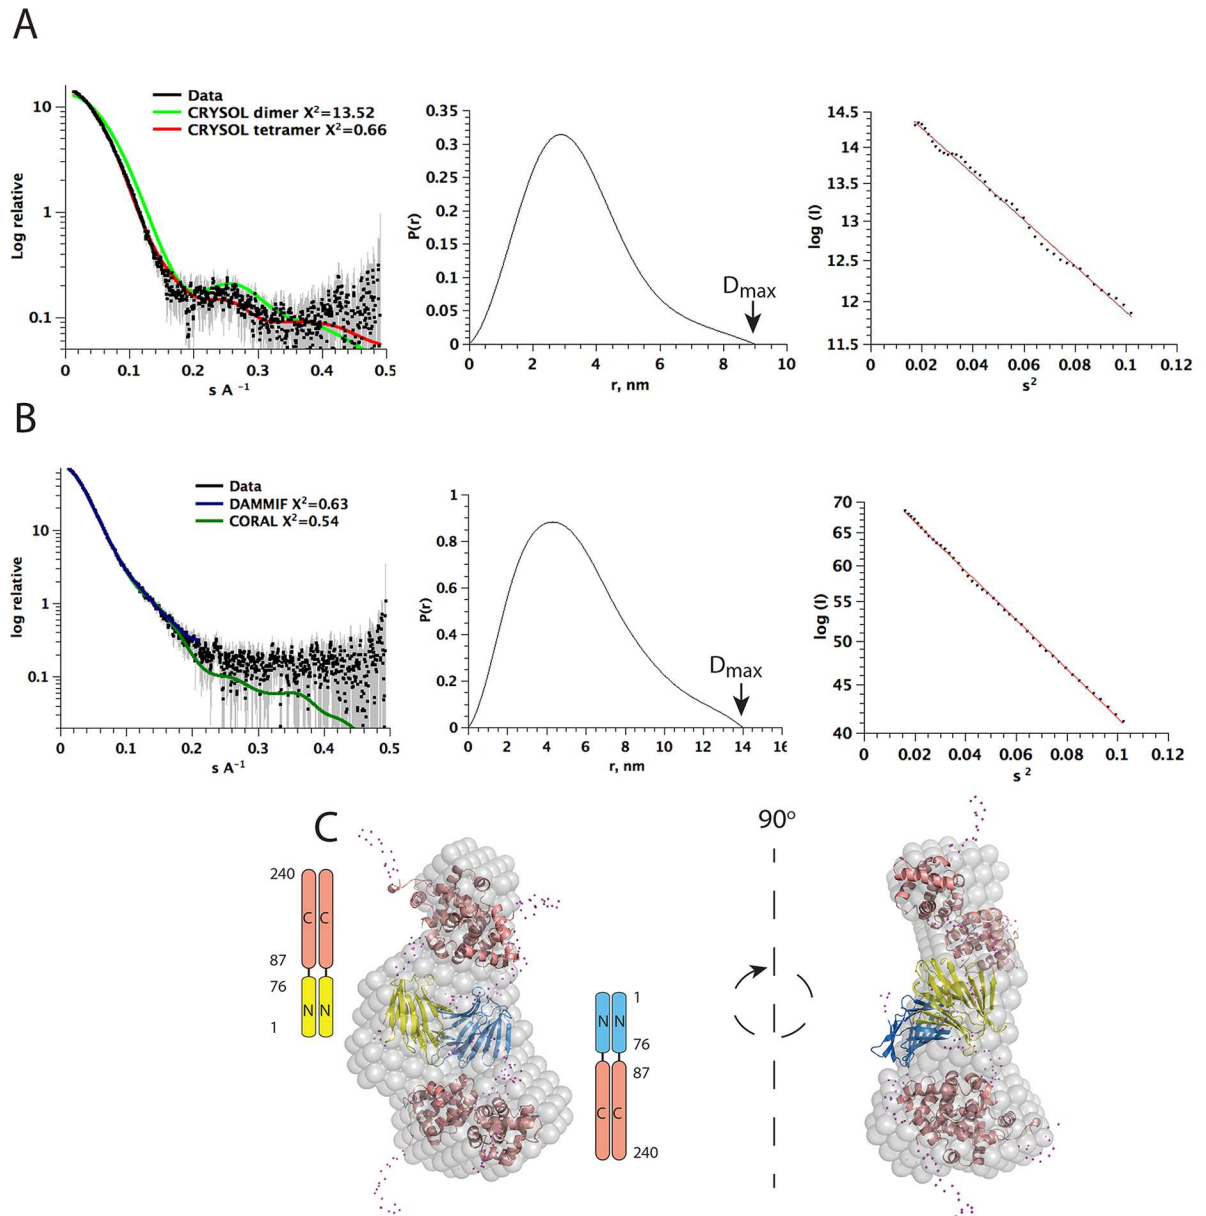 A
Data
CRYSOL dimer X²=13.52
CRYSOL tetramer X²=0.66
10
1
0.1
Log relative
0 0.1 0.2 0.3 0.4 0.5
s A ⁻¹
0.35
0.3
0.25
0.2
0.15
0.1
0.05
0
P(r)
Dmax
0 2 4 6 8 10
r, nm
14.5
14
13.5
13
12.5
12
11.5
log (I)
0 0.02 0.04 0.06 0.08 0.1 0.12
s²
B
Data
DAMMIF X²=0.63
CORAL X²=0.54
10
1
0.1
log relative
0 0.1 0.2 0.3 0.4 0.5
s A⁻¹
1
0.8
0.6
0.4
0.2
0
P(r)
Dmax
0 2 4 6 8 10 12 14 16
r, nm
70
65
60
55
50
45
40
log (I)
0 0.02 0.04 0.06 0.08 0.1 0.12
s ²
C
90°
240
C C
87
76
N N
1
1
N N
76
87
C C
240